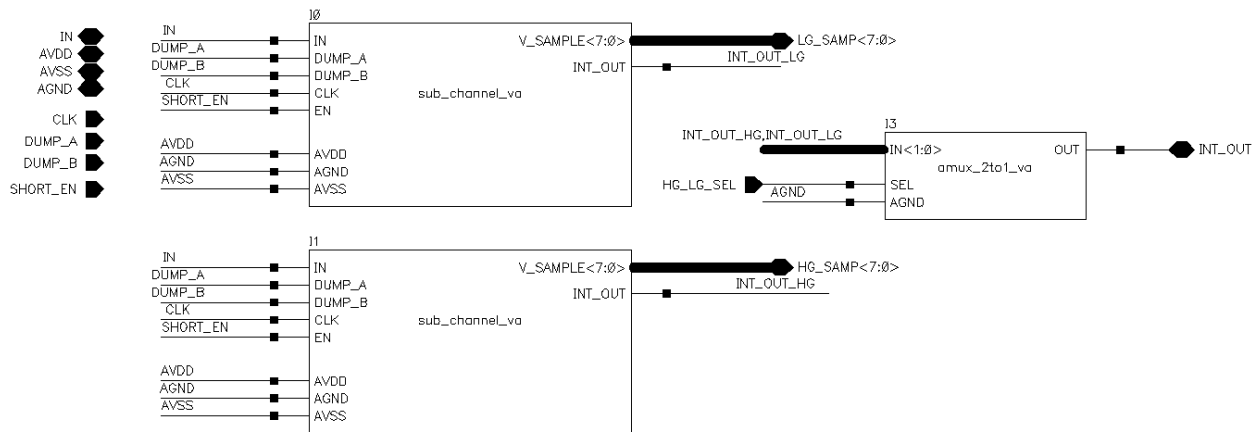 I0
IN
AVDD
AVSS
AGND
CLK
DUMP_A
DUMP_B
SHORT_EN
IN
DUMP_A
DUMP_B
CLK
SHORT_EN
AVDD
AGND
AVSS
IN
DUMP_A
DUMP_B
CLK
EN
AVDD
AGND
AVSS
sub_channel_va
V_SAMPLE<7:0>
INT_OUT
LG_SAMP<7:0>
INT_OUT_LG
I3
INT_OUT_HG,INT_OUT_LG
HG_LG_SEL
AGND
IN<1:0>
SEL
AGND
amux_2to1_va
OUT
INT_OUT
I1
IN
DUMP_A
DUMP_B
CLK
SHORT_EN
AVDD
AGND
AVSS
IN
DUMP_A
DUMP_B
CLK
EN
AVDD
AGND
AVSS
sub_channel_va
V_SAMPLE<7:0>
INT_OUT
HG_SAMP<7:0>
INT_OUT_HG